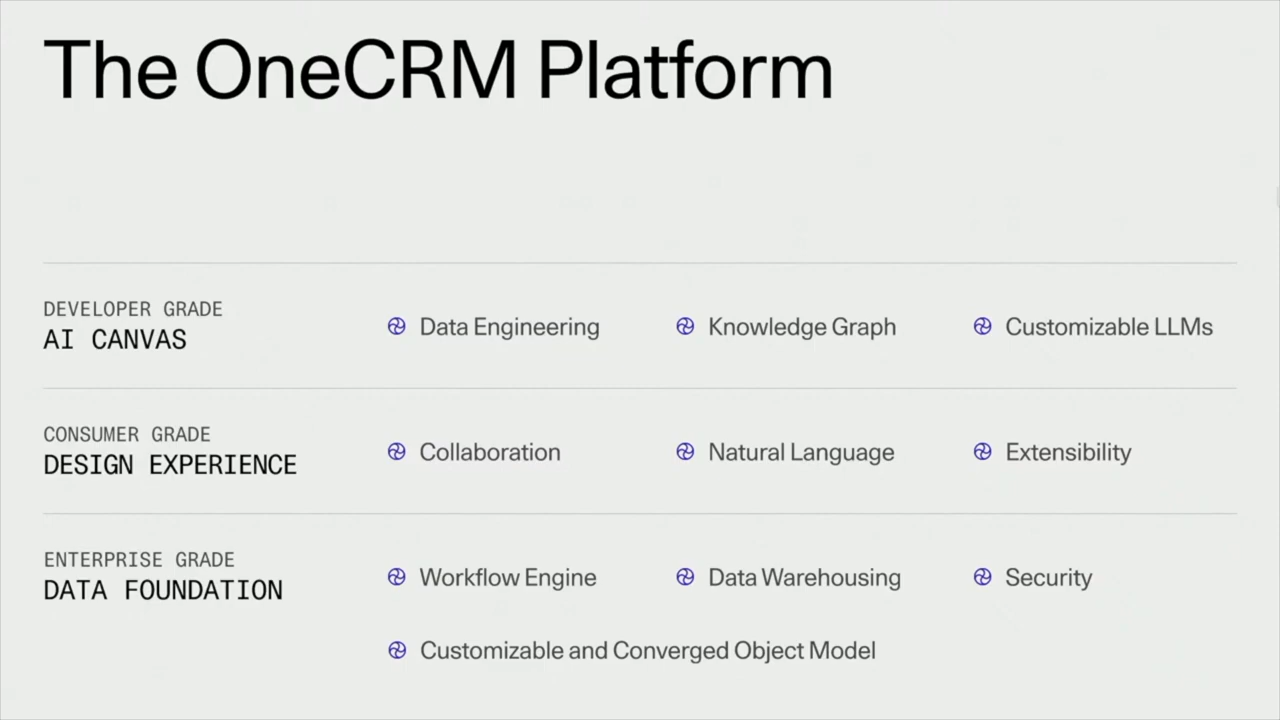 The OneCRM Platform
DEVELOPER GRADE
AI CANVAS
Data Engineering
Knowledge Graph
Customizable LLMs
CONSUMER GRADE
DESIGN EXPERIENCE
Collaboration
Natural Language
Extensibility
ENTERPRISE GRADE
DATA FOUNDATION
Workflow Engine
Data Warehousing
Security
Customizable and Converged Object Model